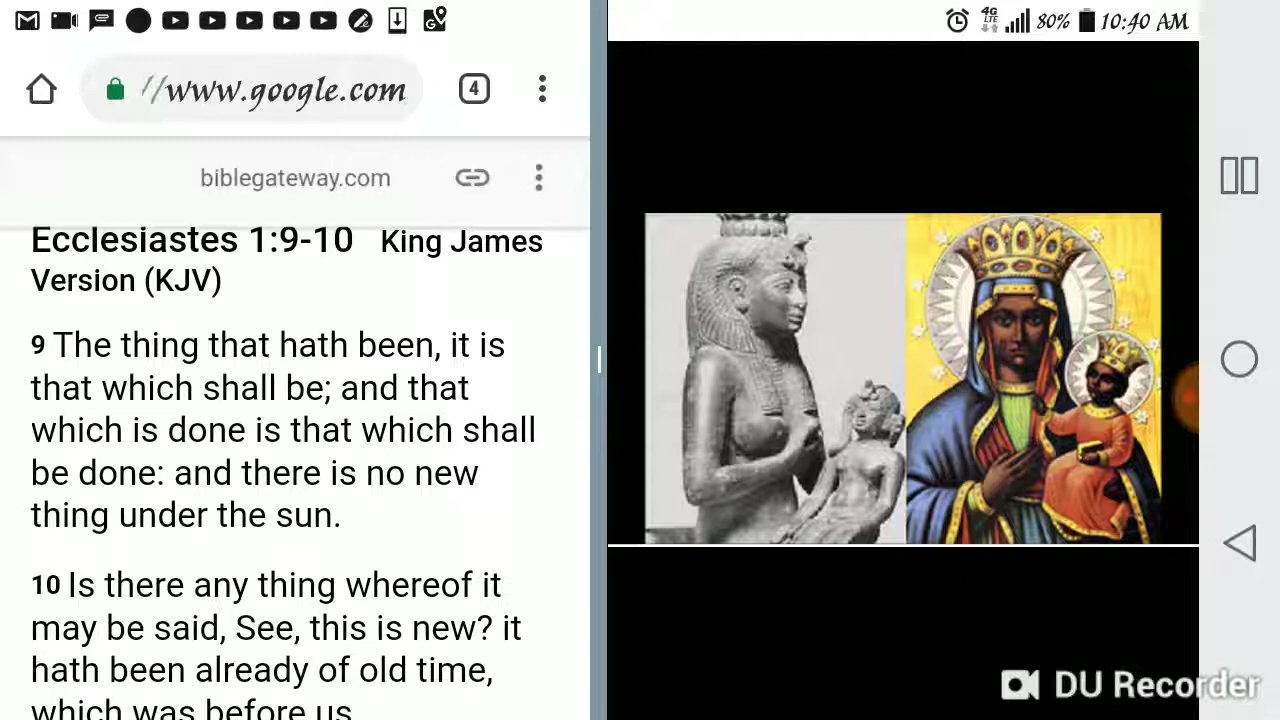 80% 10:40 AM
//www.google.com
4
biblegateway.com
Ecclesiastes 1:9-10 King James
Version (KJV)
9 The thing that hath been, it is
that which shall be; and that
which is done is that which shall
be done: and there is no new
thing under the sun.
10 Is there any thing whereof it
may be said, See, this is new? it
hath been already of old time,
which was before us
4G
LTE
DU Recorder